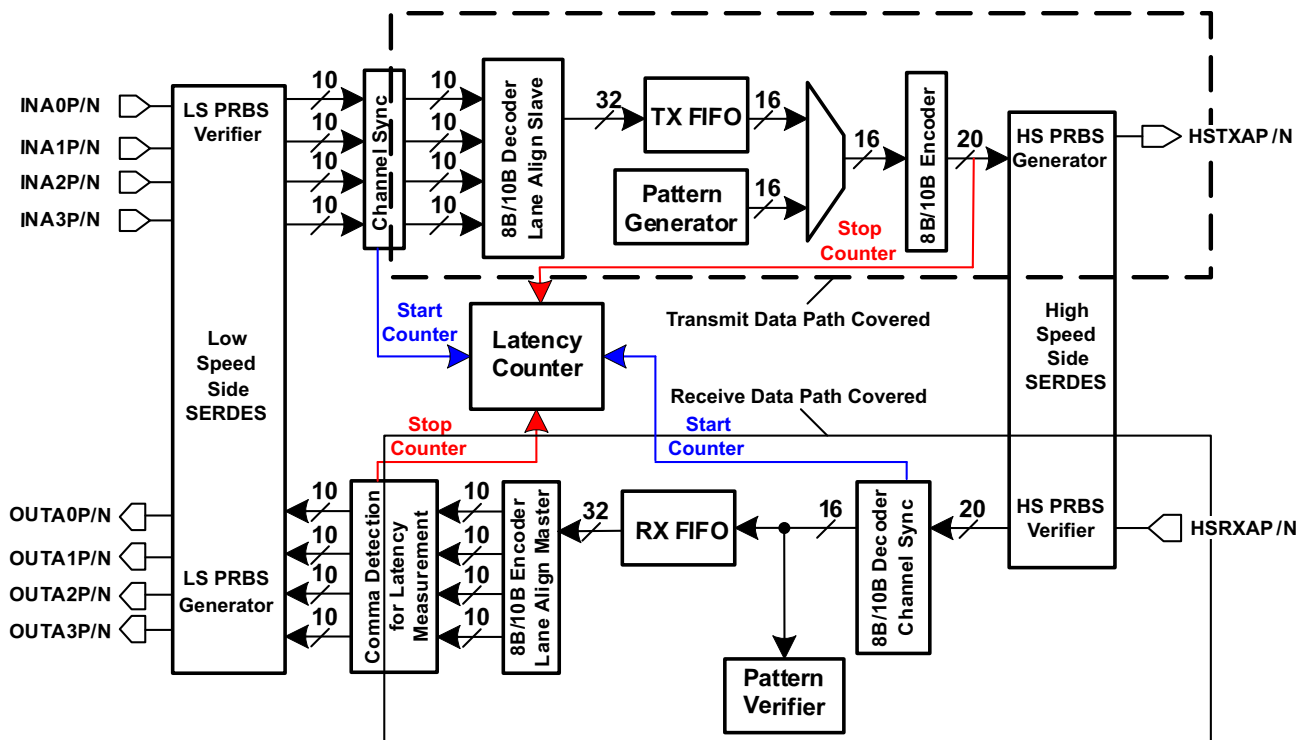 INA0P/N
INA1P/N
INA2P/N
INA3P/N
LS PRBS
Verifier
Low
Speed
Side
SERDES
LS PRBS
Generator
10
10
10
10
Channel Sync
10
10
10
10
8B/10B Decoder
Lane Align Slave
32
TX FIFO
16
Pattern
Generator
16
16
8B/10B Encoder
20
HS PRBS
Generator
HSTXAP/N
Stop
Counter
Start
Counter
Latency
Counter
Transmit Data Path Covered
High
Speed
Side
SERDES
Receive Data Path Covered
Stop
Counter
Start
Counter
OUTA0P/N
OUTA1P/N
OUTA2P/N
OUTA3P/N
10
10
10
10
Comma Detection
for Latency
Measurement
10
10
10
10
8B/10B Encoder
Lane Align Master
32
RX FIFO
16
8B/10B Decoder
Channel Sync
20
HS PRBS
Verifier
HSRXAP/N
Pattern
Verifier